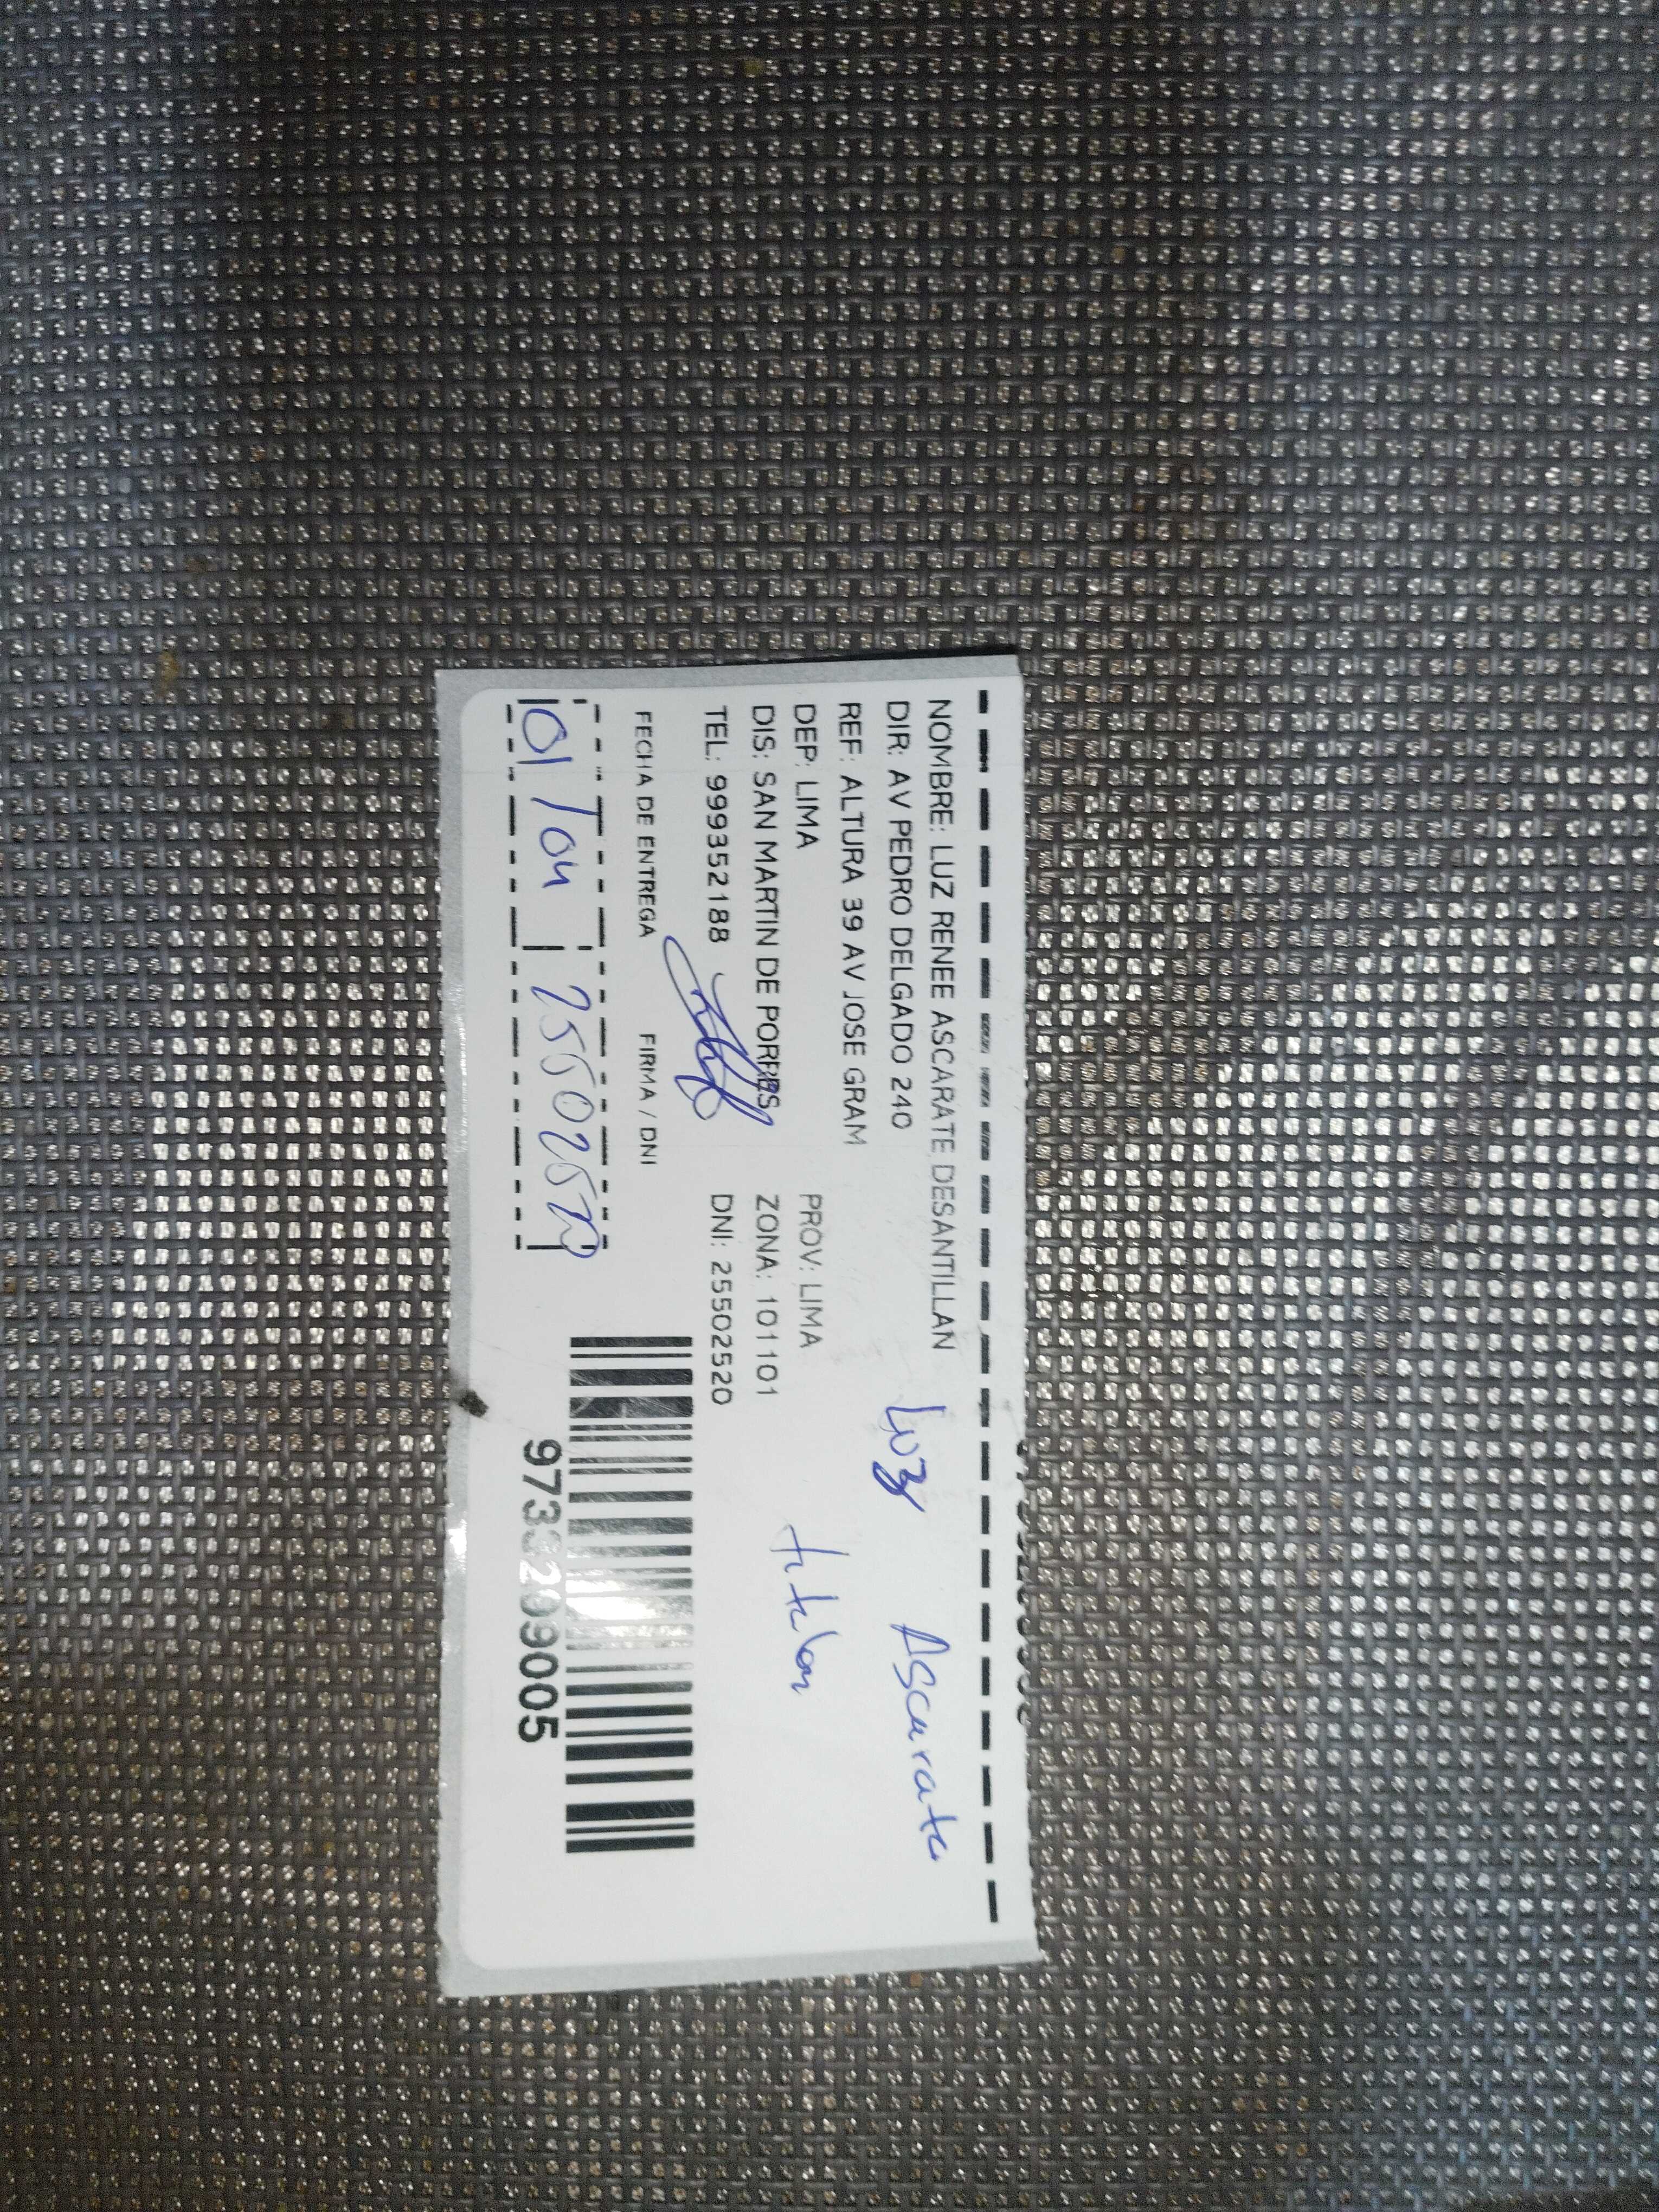 NOMBRE: LUZ RENEE ASCARATE DESANTILLAN
DIR: AV PEDRO DELGADO 240
Luz Ascarate
REF: ALTURA 39 AV JOSE GRAM
DEP: LIMA PROV: LIMA
titular
DIS: SAN MARTIN DE PORRES ZONA: 101101
TEL: 999352188 DNI: 25502520
FECHA DE ENTREGA FIRMA / DNI
01/04 25502520
9733209005